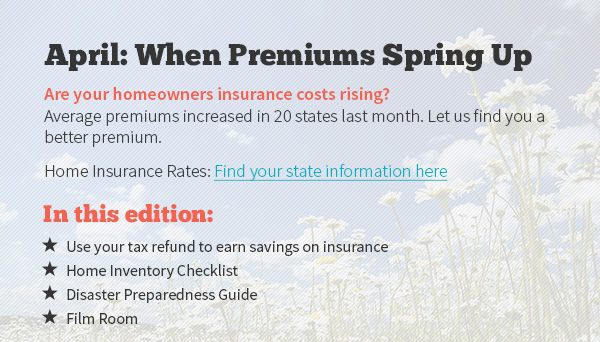 April: When Premiums Spring Up
Are your homeowners insurance costs rising?
Average premiums increased in 20 states last month. Let us find you a
better premium.
Home Insurance Rates: Find your state information here
In this edition:
★ Use your tax refund to earn savings on insurance
★ Home Inventory Checklist
★ Disaster Preparedness Guide
★ Film Room